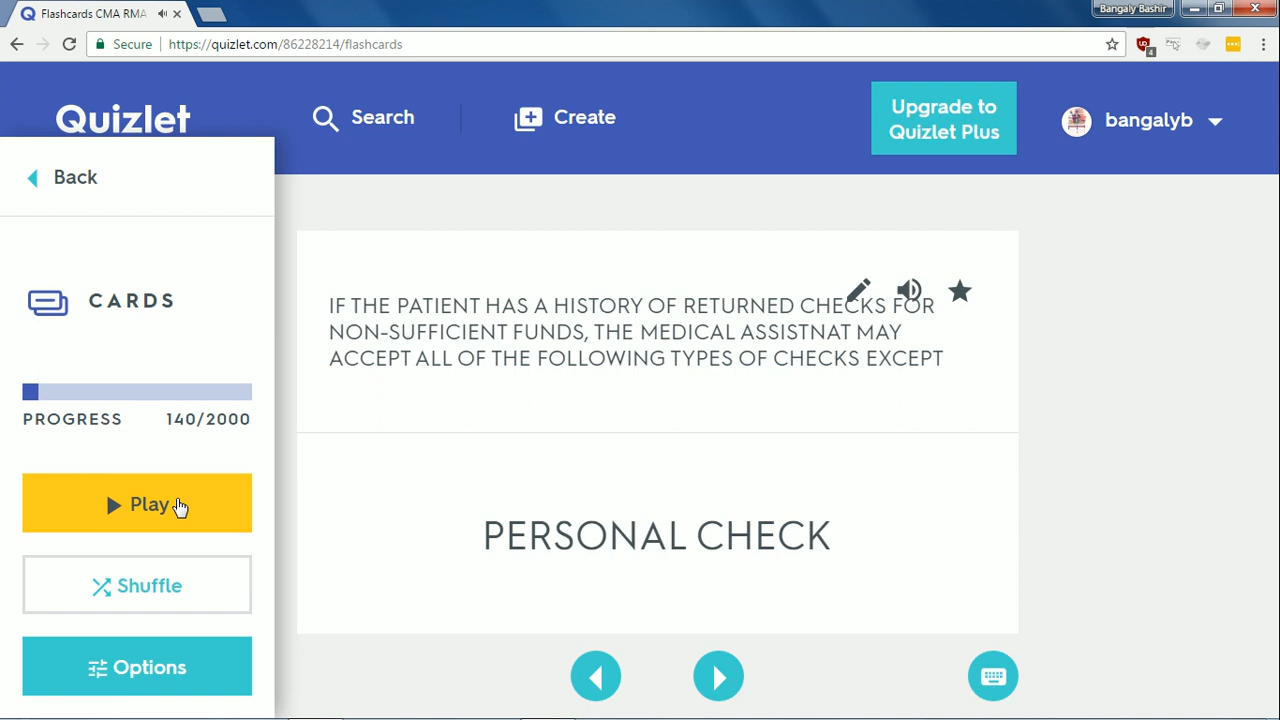 Flashcards CMA RMA
Bangaly Bashir
Secure
https://quizlet.com/86228214/flashcards
4
Quizlet
Search
Create
Upgrade to
Quizlet Plus
bangalyb
Back
CARDS
PROGRESS 140/2000
Play
Shuffle
Options
IF THE PATIENT HAS A HISTORY OF RETURNED CHECKS FOR
NON-SUFFICIENT FUNDS, THE MEDICAL ASSISTNAT MAY
ACCEPT ALL OF THE FOLLOWING TYPES OF CHECKS EXCEPT
PERSONAL CHECK